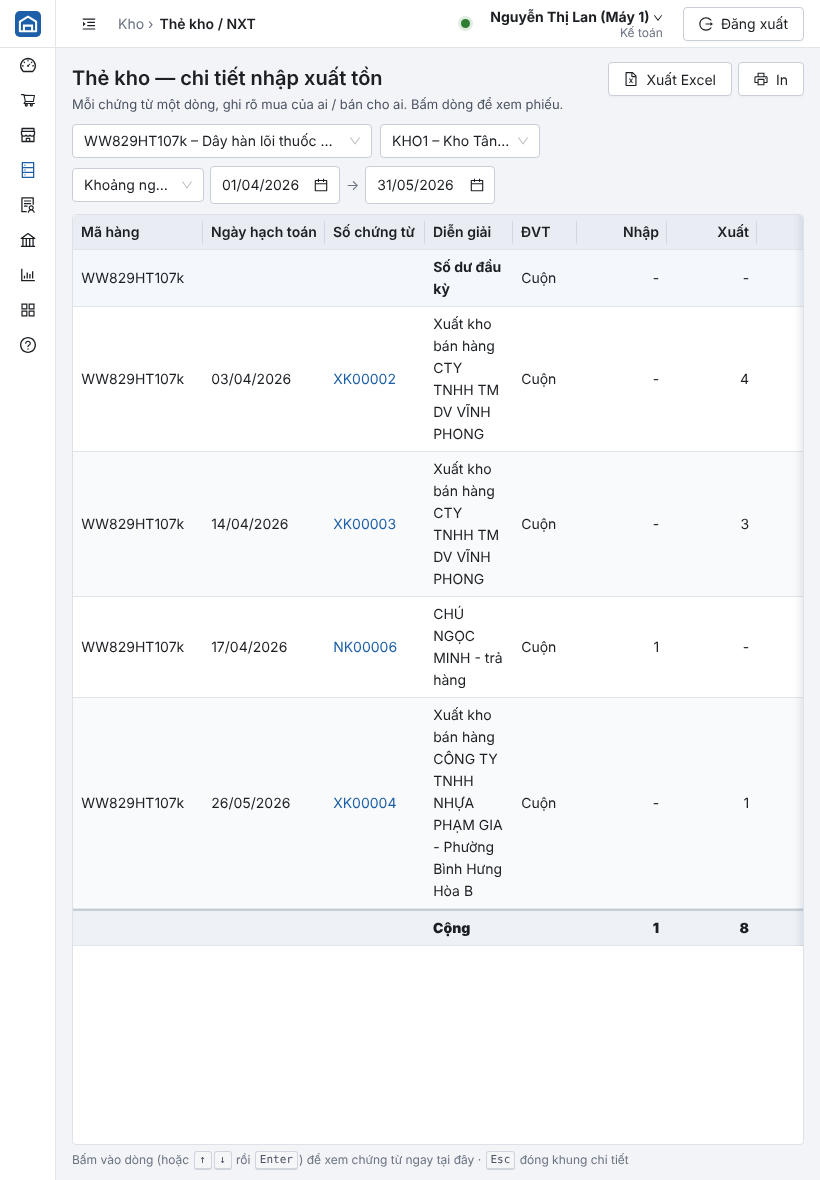 Kho › Thẻ kho / NXT
Nguyễn Thị Lan (Máy 1)
Kế toán
Đăng xuất
Thẻ kho — chi tiết nhập xuất tồn
Xuất Excel
In
Mỗi chứng từ một dòng, ghi rõ mua của ai / bán cho ai. Bấm dòng để xem phiếu.
WW829HT107k – Dây hàn lõi thuốc ...
KHO1 – Kho Tân...
Khoảng ng...
01/04/2026 → 31/05/2026
Mã hàng Ngày hạch toán Số chứng từ Diễn giải ĐVT Nhập Xuất
WW829HT107k Số dư đầu Cuộn - -
kỳ
Xuất kho
bán hàng
CTY
WW829HT107k 03/04/2026 XK00002 TNHH TM Cuộn - 4
DV VĨNH
PHONG
Xuất kho
bán hàng
CTY
WW829HT107k 14/04/2026 XK00003 TNHH TM Cuộn - 3
DV VĨNH
PHONG
CHÚ
NGỌC
WW829HT107k 17/04/2026 NK00006 MINH - trả Cuộn 1 -
hàng
Xuất kho
bán hàng
CÔNG TY
TNHH
WW829HT107k 26/05/2026 XK00004 NHỰA Cuộn - 1
PHẠM GIA
- Phường
Bình Hưng
Hòa B
Cộng 1 8
Bấm vào dòng (hoặc ↑ ↓ rồi Enter) để xem chứng từ ngay tại đây · Esc đóng khung chi tiết